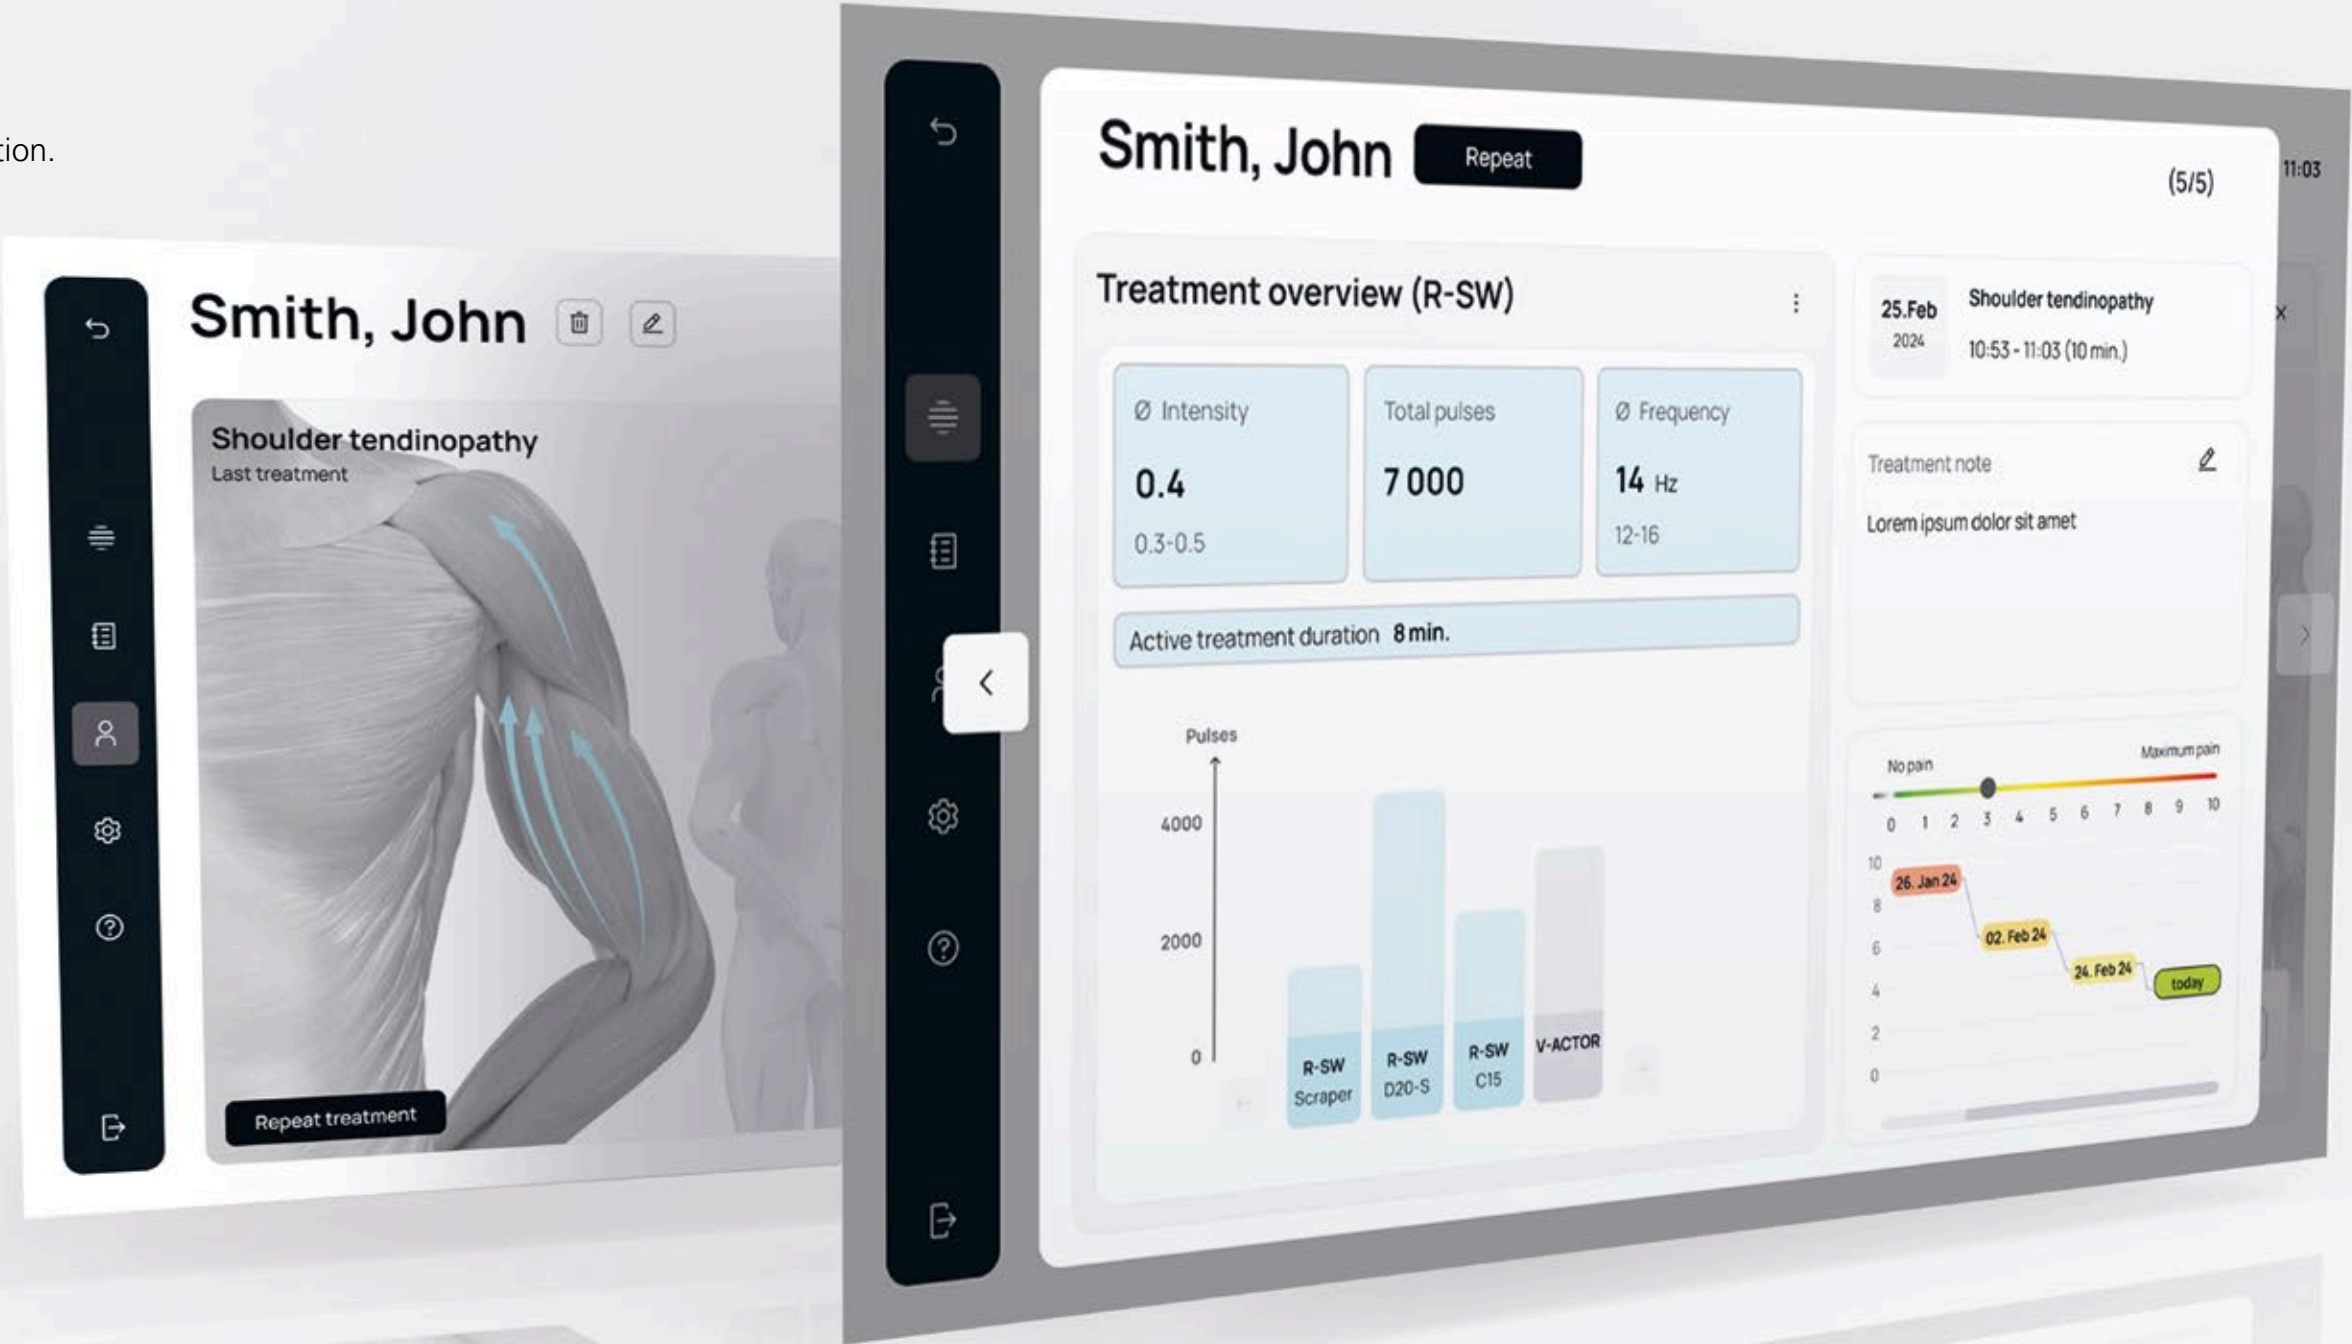 tion.
Smith, John
Shoulder tendinopathy
Last treatment
Repeat treatment
Smith, John
Repeat
(5/5)
11:03
Treatment overview (R-SW)
Ø Intensity
0.4
0.3-0.5
Total pulses
7 000
Ø Frequency
14 Hz
12-16
Active treatment duration 8 min.
Pulses
4000
2000
0
R-SW
Scraper
R-SW
D20-S
R-SW
C15
V-ACTOR
25.Feb
2024
Shoulder tendinopathy
10:53 - 11:03 (10 min.)
Treatment note
Lorem ipsum dolor sit amet
No pain
Maximum pain
0 1 2 3 4 5 6 7 8 9 10
10
8
6
4
2
0
26. Jan 24
02. Feb 24
24. Feb 24
today